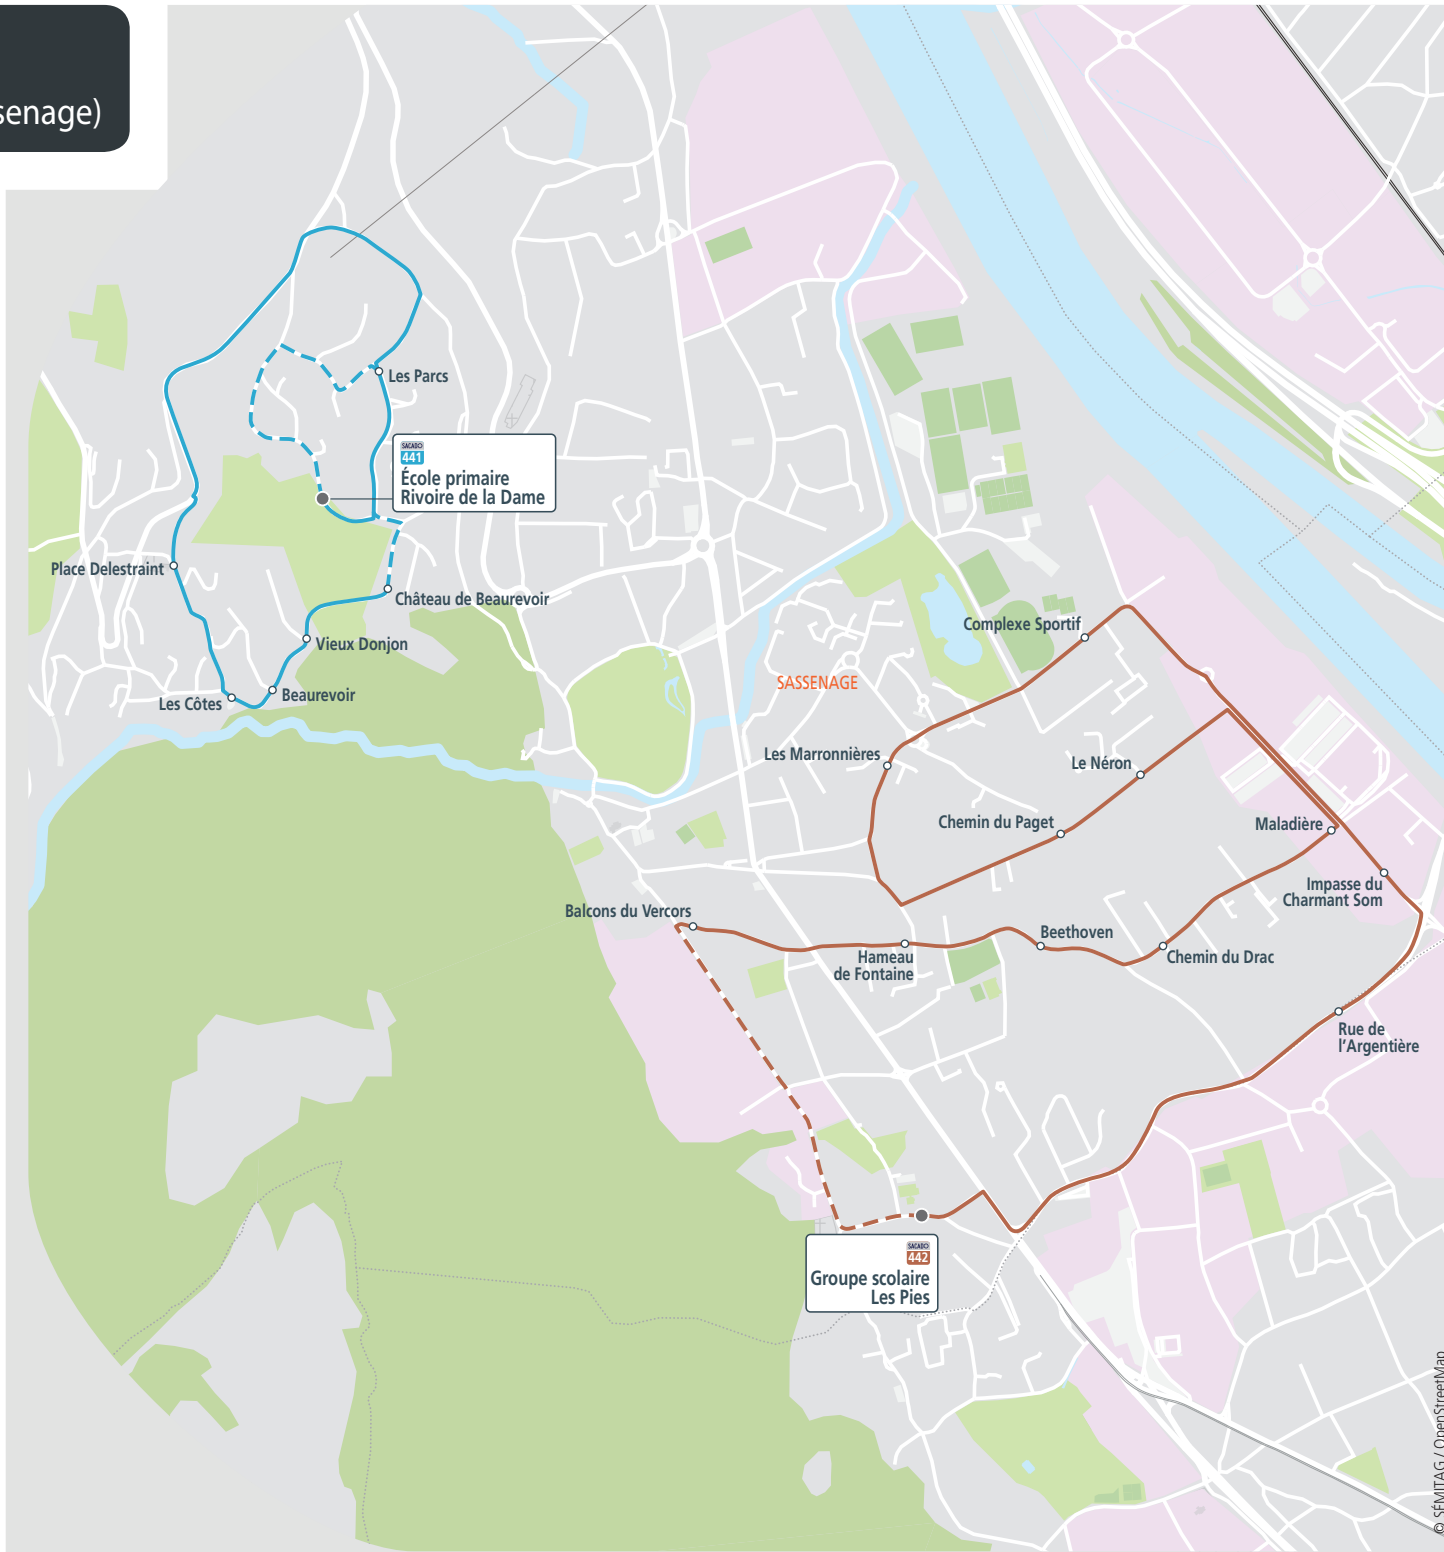 senage)
Les Parcs
SACADO
441
École primaire
Rivoire de la Dame
Place Delestraint
Château de Beaurevoir
Vieux Donjon
Beaurevoir
Les Côtes
Complexe Sportif
SASSENAGE
Les Marronnières
Le Néron
Chemin du Paget
Maladière
Impasse du
Charmant Som
Balcons du Vercors
Hameau
de Fontaine
Beethoven
Chemin du Drac
Rue de
l'Argentière
SACADO
442
Groupe scolaire
Les Pies
© SÉMITAG / OpenStreetMap